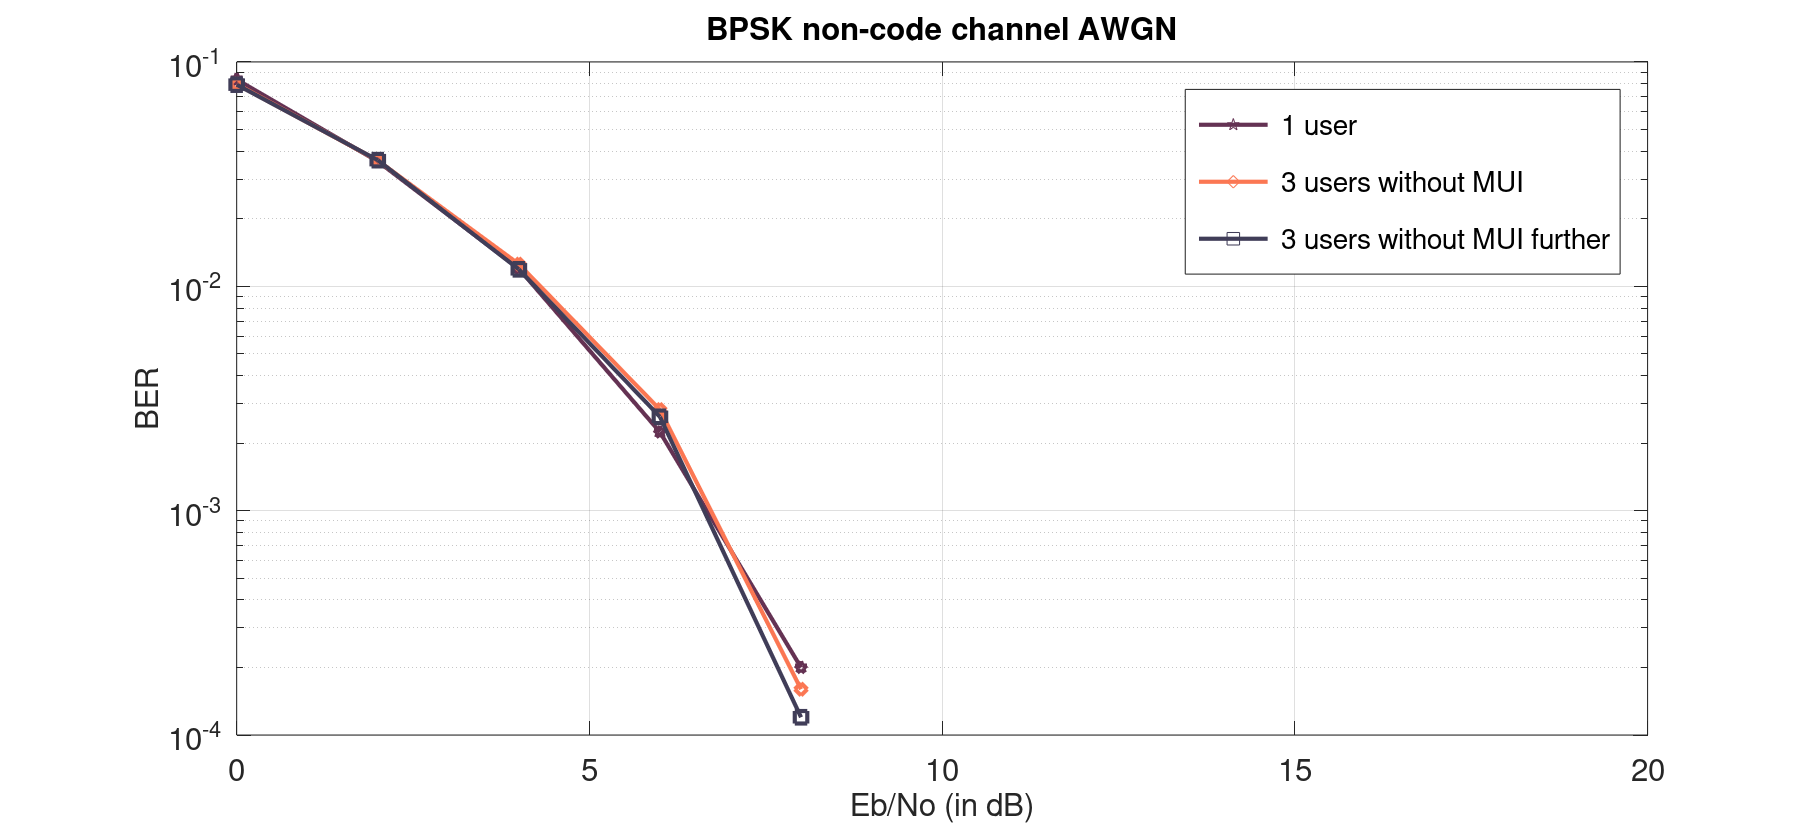 BPSK non-code channel AWGN
10^-1
10^-2
10^-3
10^-4
BER
1 user
3 users without MUI
3 users without MUI further
0 5 10 15 20
Eb/No (in dB)